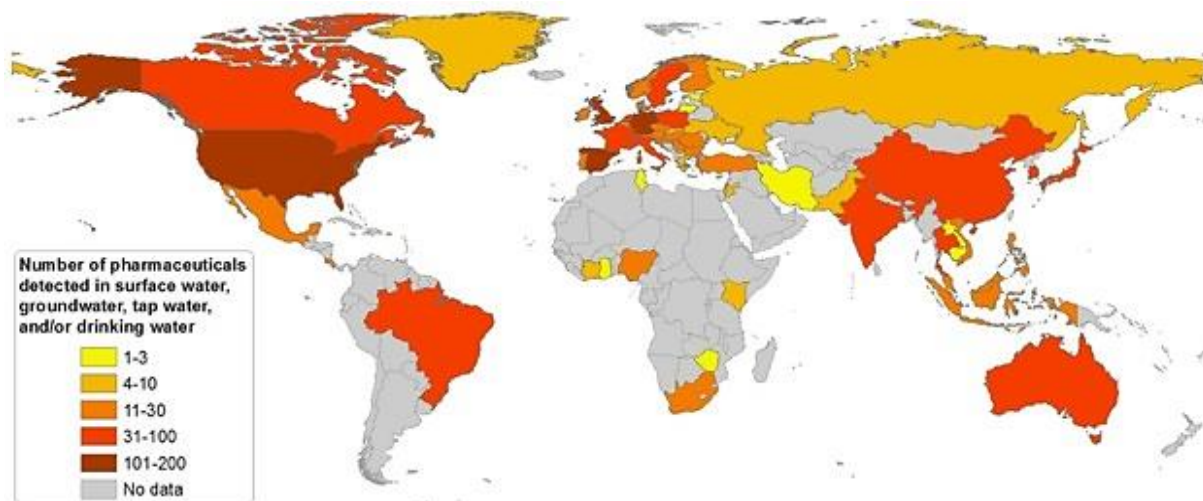 Number of pharmaceuticals
detected in surface water,
groundwater, tap water,
and/or drinking water
1-3
4-10
11-30
31-100
101-200
No data